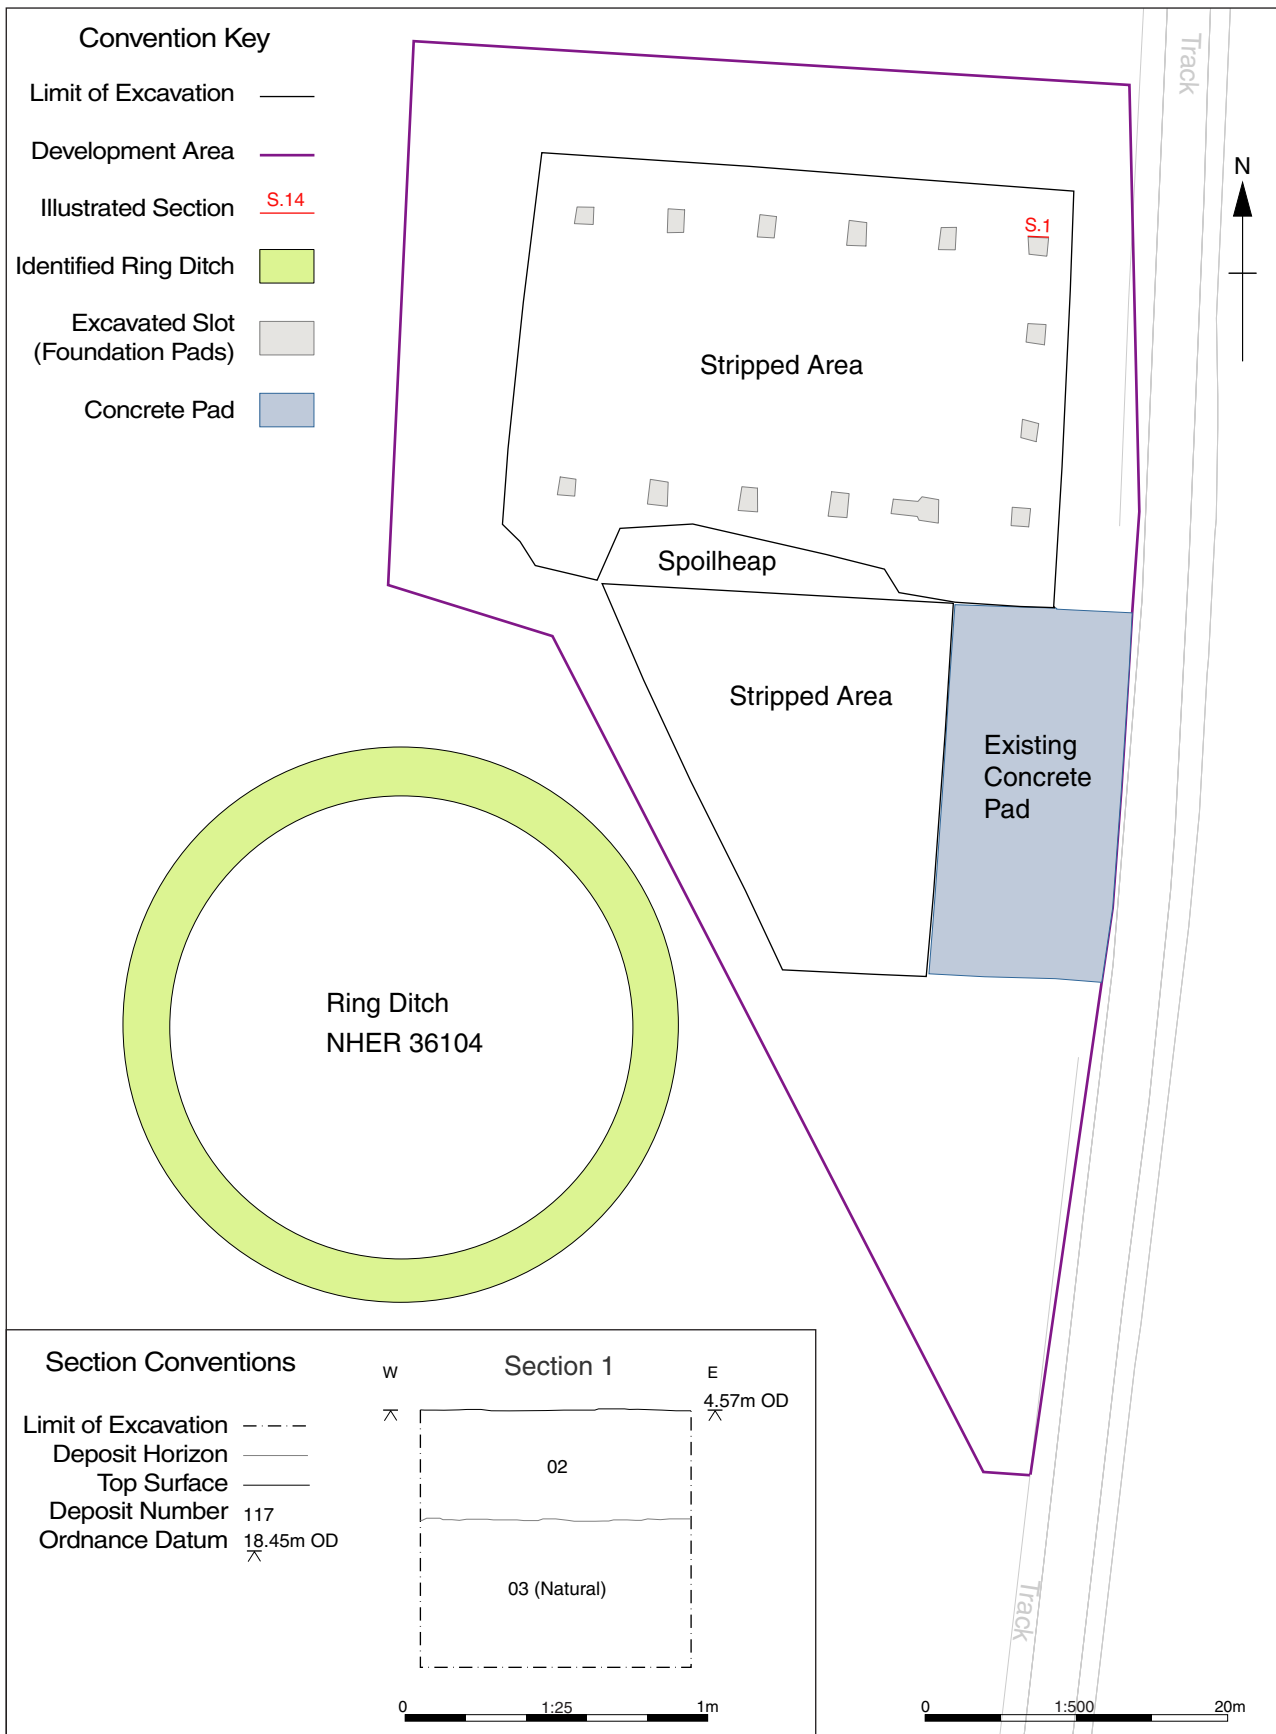 Convention Key
Limit of Excavation
Development Area
Illustrated Section S.14
Identified Ring Ditch
Excavated Slot
(Foundation Pads)
Concrete Pad
Track
N
S.1
Stripped Area
Spoilheap
Stripped Area
Existing
Concrete
Pad
Ring Ditch
NHER 36104
Section Conventions
Limit of Excavation
Deposit Horizon
Top Surface
Deposit Number 117
Ordnance Datum 18.45m OD
W Section 1 E
4.57m OD
02
03 (Natural)
0 1:25 1m
Track
0 1:500 20m